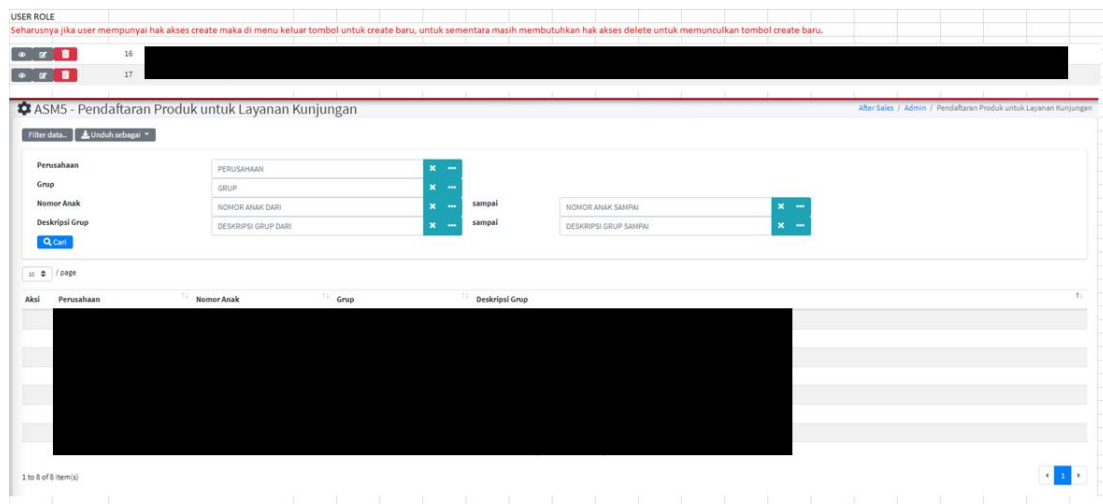 USER ROLE
Seharusnya jika user mempunyai hak akses create maka di menu keluar tombol untuk create baru, untuk sementara masih membutuhkan hak akses delete untuk memunculkan tombol create baru.
16
17
ASM5 - Pendaftaran Produk untuk Layanan Kunjungan
After Sales / Admin / Pendaftaran Produk untuk Layanan Kunjungan
Filter data.. Unduh sebagai
Perusahaan PERUSAHAAN
Grup GRUP
Nomor Anak NOMOR ANAK DARI sampai NOMOR ANAK SAMPAI
Deskripsi Grup DESKRIPSI GRUP DARI sampai DESKRIPSI GRUP SAMPAI
Cari
10 / page
Aksi Perusahaan Nomor Anak Grup Deskripsi Grup
1 to 8 of 8 item(s) 1